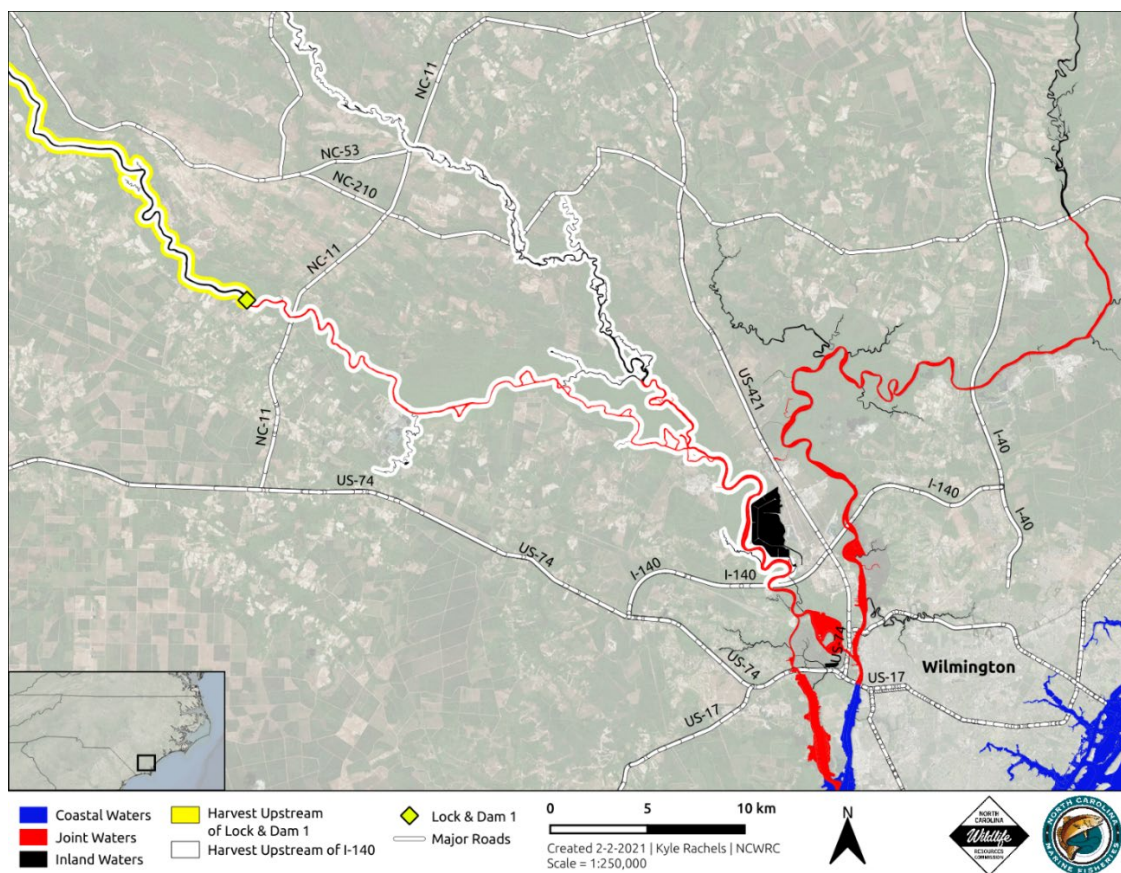 NC-11
NC-53
NC-210
NC-11
US-421
NC-11
US-74
I-40
I-140
I-40
US-74
I-140
I-140
US-74
Wilmington
US-74
US-17
US-17
Coastal Waters
Joint Waters
Inland Waters
Harvest Upstream
of Lock & Dam 1
Harvest Upstream of I-140
Lock & Dam 1
Major Roads
0 5 10 km
Created 2-2-2021 | Kyle Rachels | NCWRC
Scale = 1:250,000
N
NORTH
CAROLINA
Wildlife
RESOURCES
COMMISSION
NORTH CAROLINA
MARINE FISHERIES